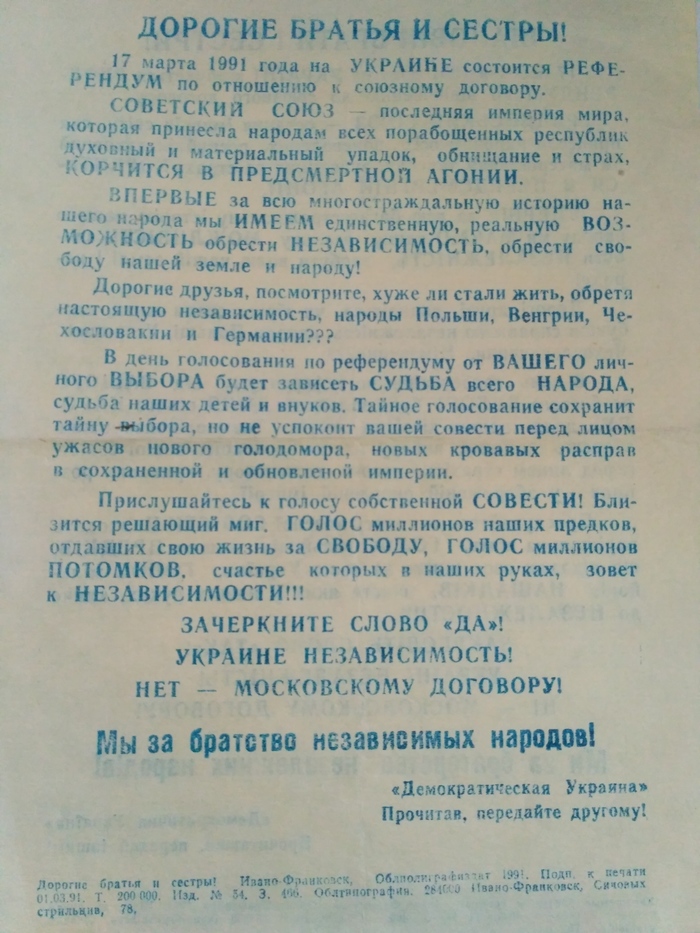 ДОРОГИЕ БРАТЬЯ И СЕСТРЫ!
17 марта 1991 года на УКРАИНЕ состоится РЕФЕ-
РЕНДУМ по отношению к союзному договору.
СОВЕТСКИЙ СОЮЗ — последняя империя мира,
которая принесла народам всех порабощенных республик
духовный и материальный упадок, обнищание и страх,
КОРЧИТСЯ В ПРЕДСМЕРТНОЙ АГОНИИ.
ВПЕРВЫЕ за всю многостраждальную историю на-
шего народа мы ИМЕЕМ единственную, реальную ВОЗ-
МОЖНОСТЬ обрести НЕЗАВИСИМОСТЬ, обрести сво-
боду нашей земле и народу!
Дорогие друзья, посмотрите, хуже ли стали жить, обретя
настоящую независимость, народы Польши, Венгрии, Че-
хословакии и Германии???
В день голосования по референдуму от ВАШЕГО лич-
ного ВЫБОРА будет зависеть СУДЬБА всего НАРОДА,
судьба наших детей и внуков. Тайное голосование сохранит
тайну выбора, но не успокоит вашей совести перед лицом
ужасов нового голодомора, новых кровавых расправ
в сохраненной и обновленой империи.
Прислушайтесь к голосу собственной СОВЕСТИ! Бли-
зится решающий миг. ГОЛОС миллионов наших предков,
отдавших свою жизнь за СВОБОДУ, ГОЛОС миллионов
ПОТОМКОВ, счастье которых в наших руках, зовет
к НЕЗАВИСИМОСТИ!!!
ЗАЧЕРКНИТЕ СЛОВО «ДА»!
УКРАИНЕ НЕЗАВИСИМОСТЬ!
НЕТ — МОСКОВСКОМУ ДОГОВОРУ!
Мы за братство независимых народов!
«Демократическая Украина»
Прочитав, передайте другому!
Дорогие братья и сестры! Ивано-Франковск, Облполиграфиздат 1991. Подп. к печати
01.03.91. Т. 200 000. Изд. № 54. З. 466. Облтипография. 284000 Ивано-Франковск, Сичовых
стрильцив, 78.